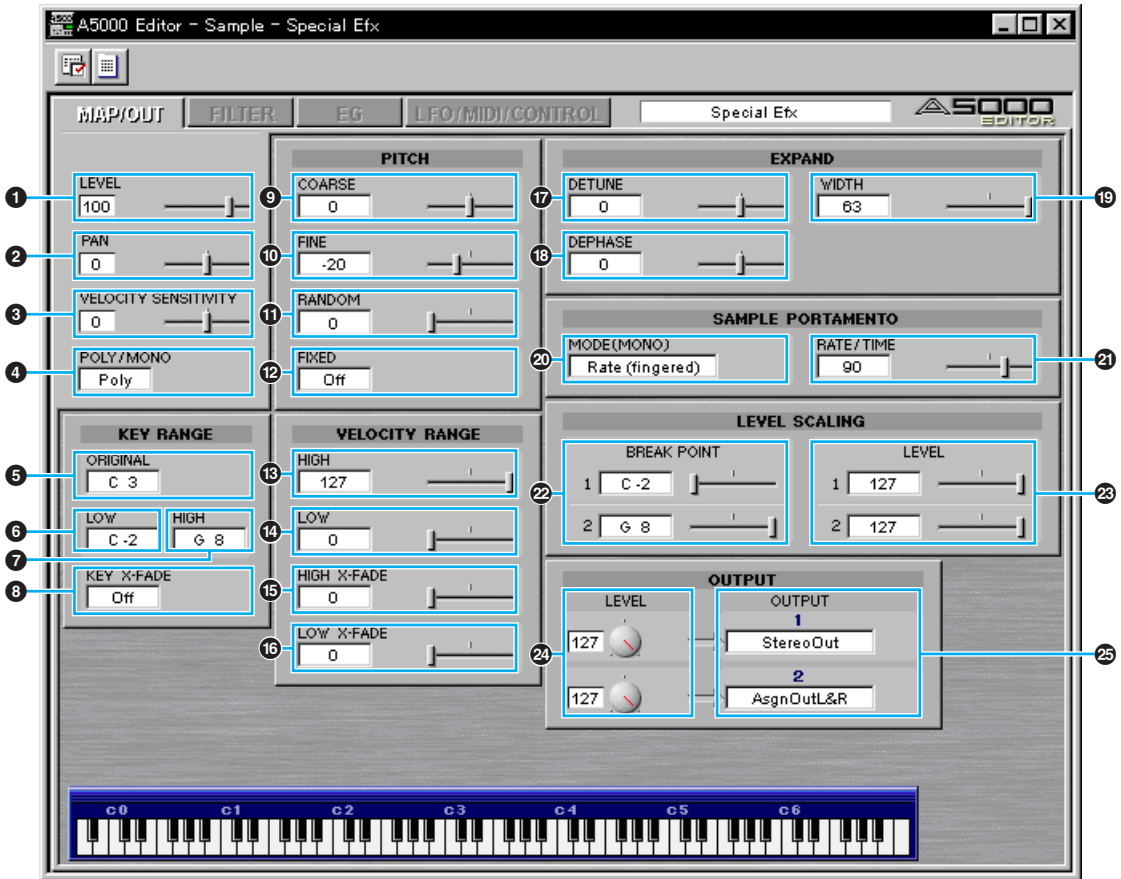 A5000 Editor - Sample - Special Efx
MAP/OUT FILTER EG LFO/MIDI/CONTROL Special Efx A5000 EDITOR
1 LEVEL
100
2 PAN
0
3 VELOCITY SENSITIVITY
0
4 POLY/MONO
Poly
KEY RANGE
5 ORIGINAL
C 3
6 LOW
C -2
7 HIGH
G 8
8 KEY X-FADE
Off
PITCH
9 COARSE
0
10 FINE
-20
11 RANDOM
0
12 FIXED
Off
VELOCITY RANGE
13 HIGH
127
14 LOW
0
15 HIGH X-FADE
0
16 LOW X-FADE
0
EXPAND
17 DETUNE
0
18 DEPHASE
0
WIDTH 19
63
SAMPLE PORTAMENTO
20 MODE(MONO)
Rate (fingered)
RATE/TIME 21
90
LEVEL SCALING
22 BREAK POINT
1 C -2
2 G 8
LEVEL 23
1 127
2 127
OUTPUT
24 LEVEL
127
127
OUTPUT 25
1
StereoOut
2
AsgnOutL&R
C0 C1 C2 C3 C4 C5 C6